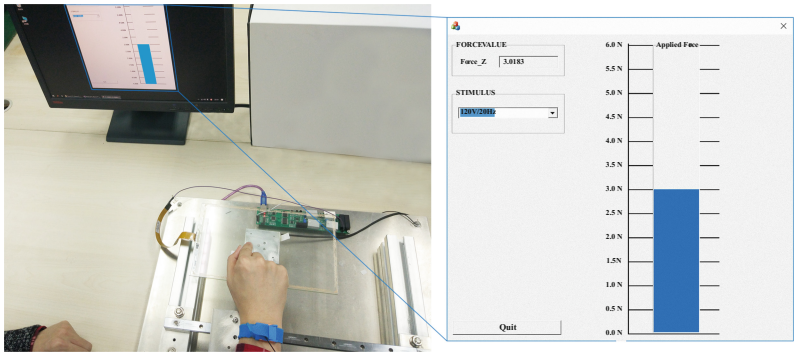 FORCEVALUE
Force_Z 3.0183
STIMULUS
120V/20Hz
Quit
Applied Force
6.0 N
5.5 N
5.0 N
4.5 N
4.0 N
3.5 N
3.0 N
2.5 N
2.0 N
1.5N
1.0 N
0.5 N
0.0 N